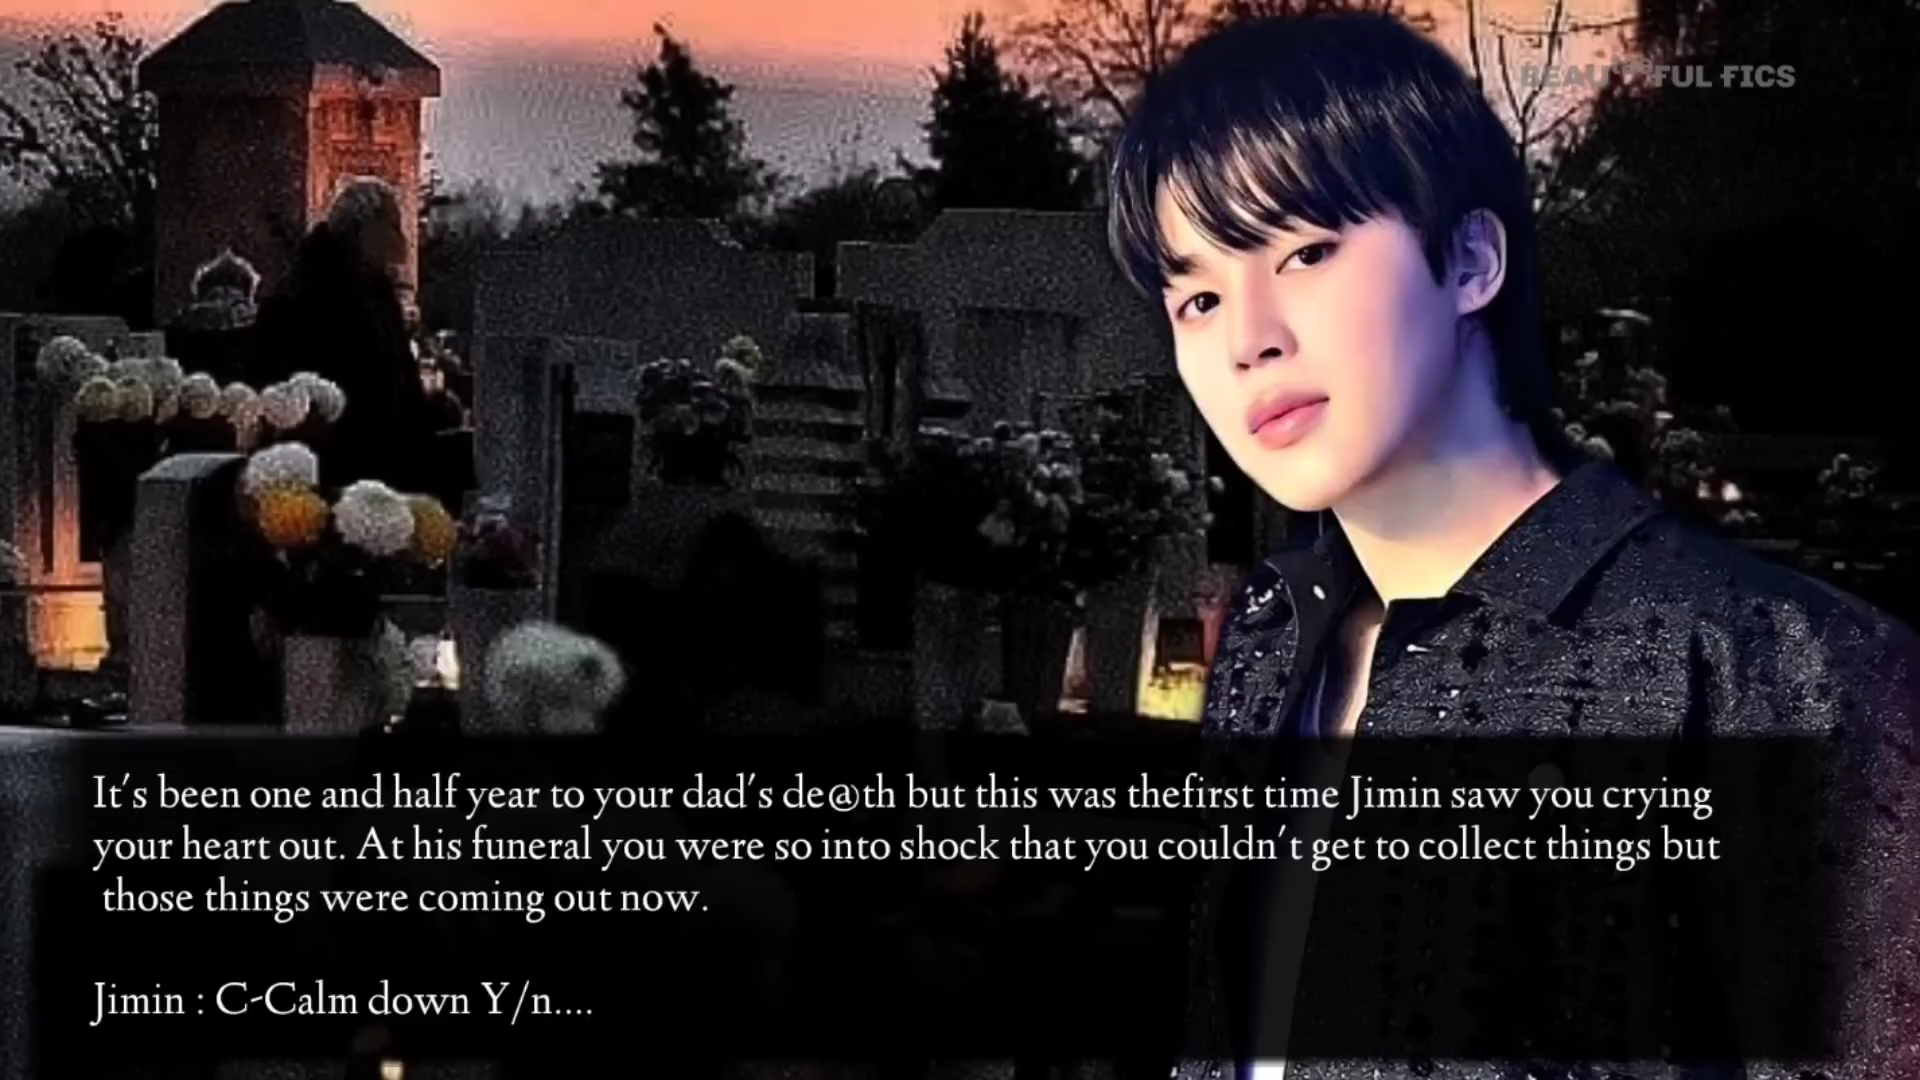 BEAUTIFUL FICS
It's been one and half year to your dad's de@th but this was thefirst time Jimin saw you crying
your heart out. At his funeral you were so into shock that you couldn't get to collect things but
those things were coming out now.
Jimin : C-Calm down Y/n....